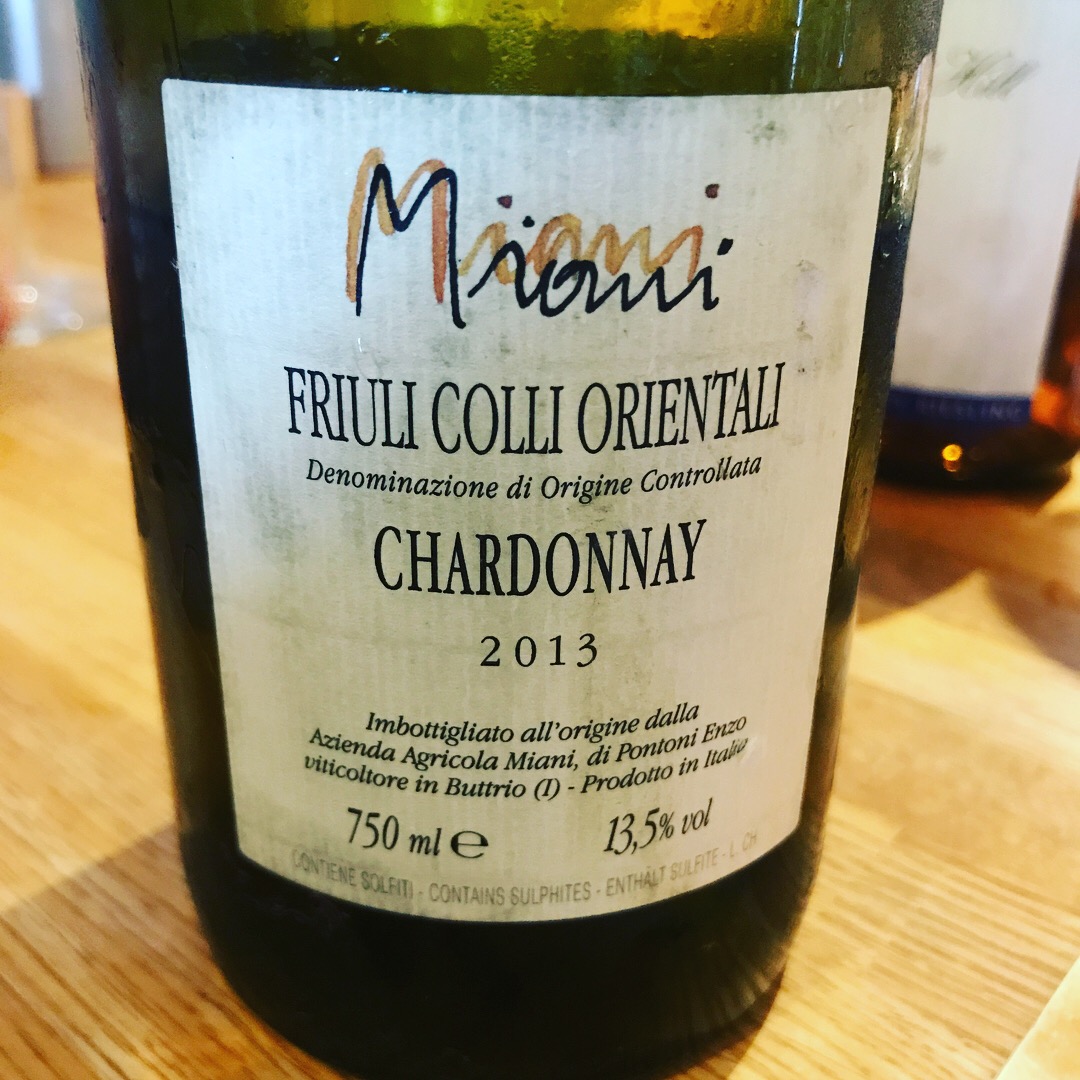 Miani
FRIULI COLLI ORIENTALI
Denominazione di Origine Controllata
CHARDONNAY
2013
Imbottigliato all'origine dalla
Azienda Agricola Miani, di Pontoni Enzo
viticoltore in Buttrio (I) - Prodotto in Italia
750 ml e 13,5% vol
CONTIENE SOLFITI - CONTAINS SULPHITES - ENTHÄLT SULFITE - L. CH
Hill
RIESLING